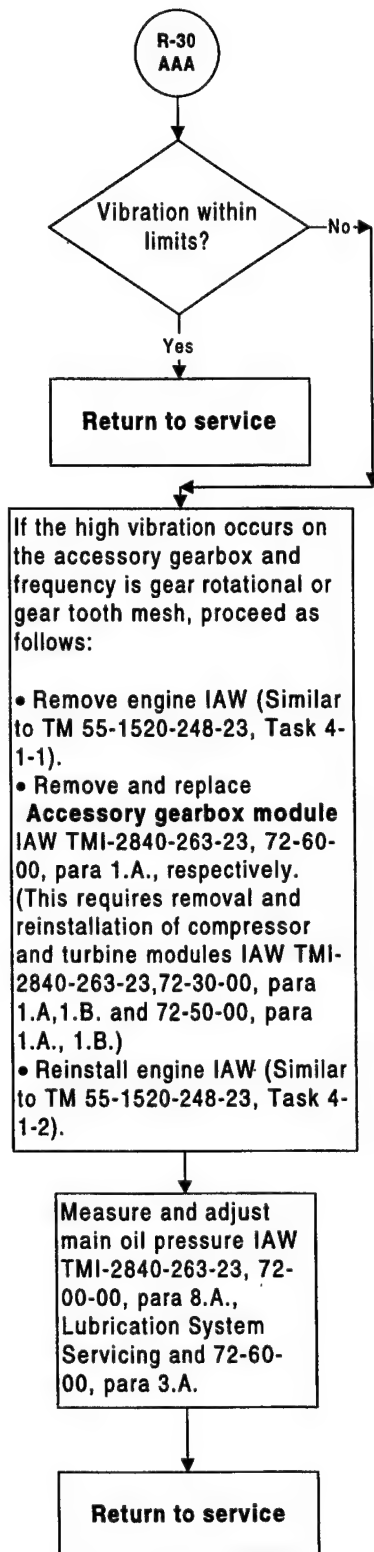 R-30
AAA
Vibration within
limits?
No
Yes
Return to service
If the high vibration occurs on
the accessory gearbox and
frequency is gear rotational or
gear tooth mesh, proceed as
follows:
• Remove engine IAW (Similar
to TM 55-1520-248-23, Task 4-
1-1).
• Remove and replace
Accessory gearbox module
IAW TMI-2840-263-23, 72-60-
00, para 1.A., respectively.
(This requires removal and
reinstallation of compressor
and turbine modules IAW TMI-
2840-263-23,72-30-00, para
1.A,1.B. and 72-50-00, para
1.A., 1.B.)
• Reinstall engine IAW (Similar
to TM 55-1520-248-23, Task 4-
1-2).
Measure and adjust
main oil pressure IAW
TMI-2840-263-23, 72-
00-00, para 8.A.,
Lubrication System
Servicing and 72-60-
00, para 3.A.
Return to service